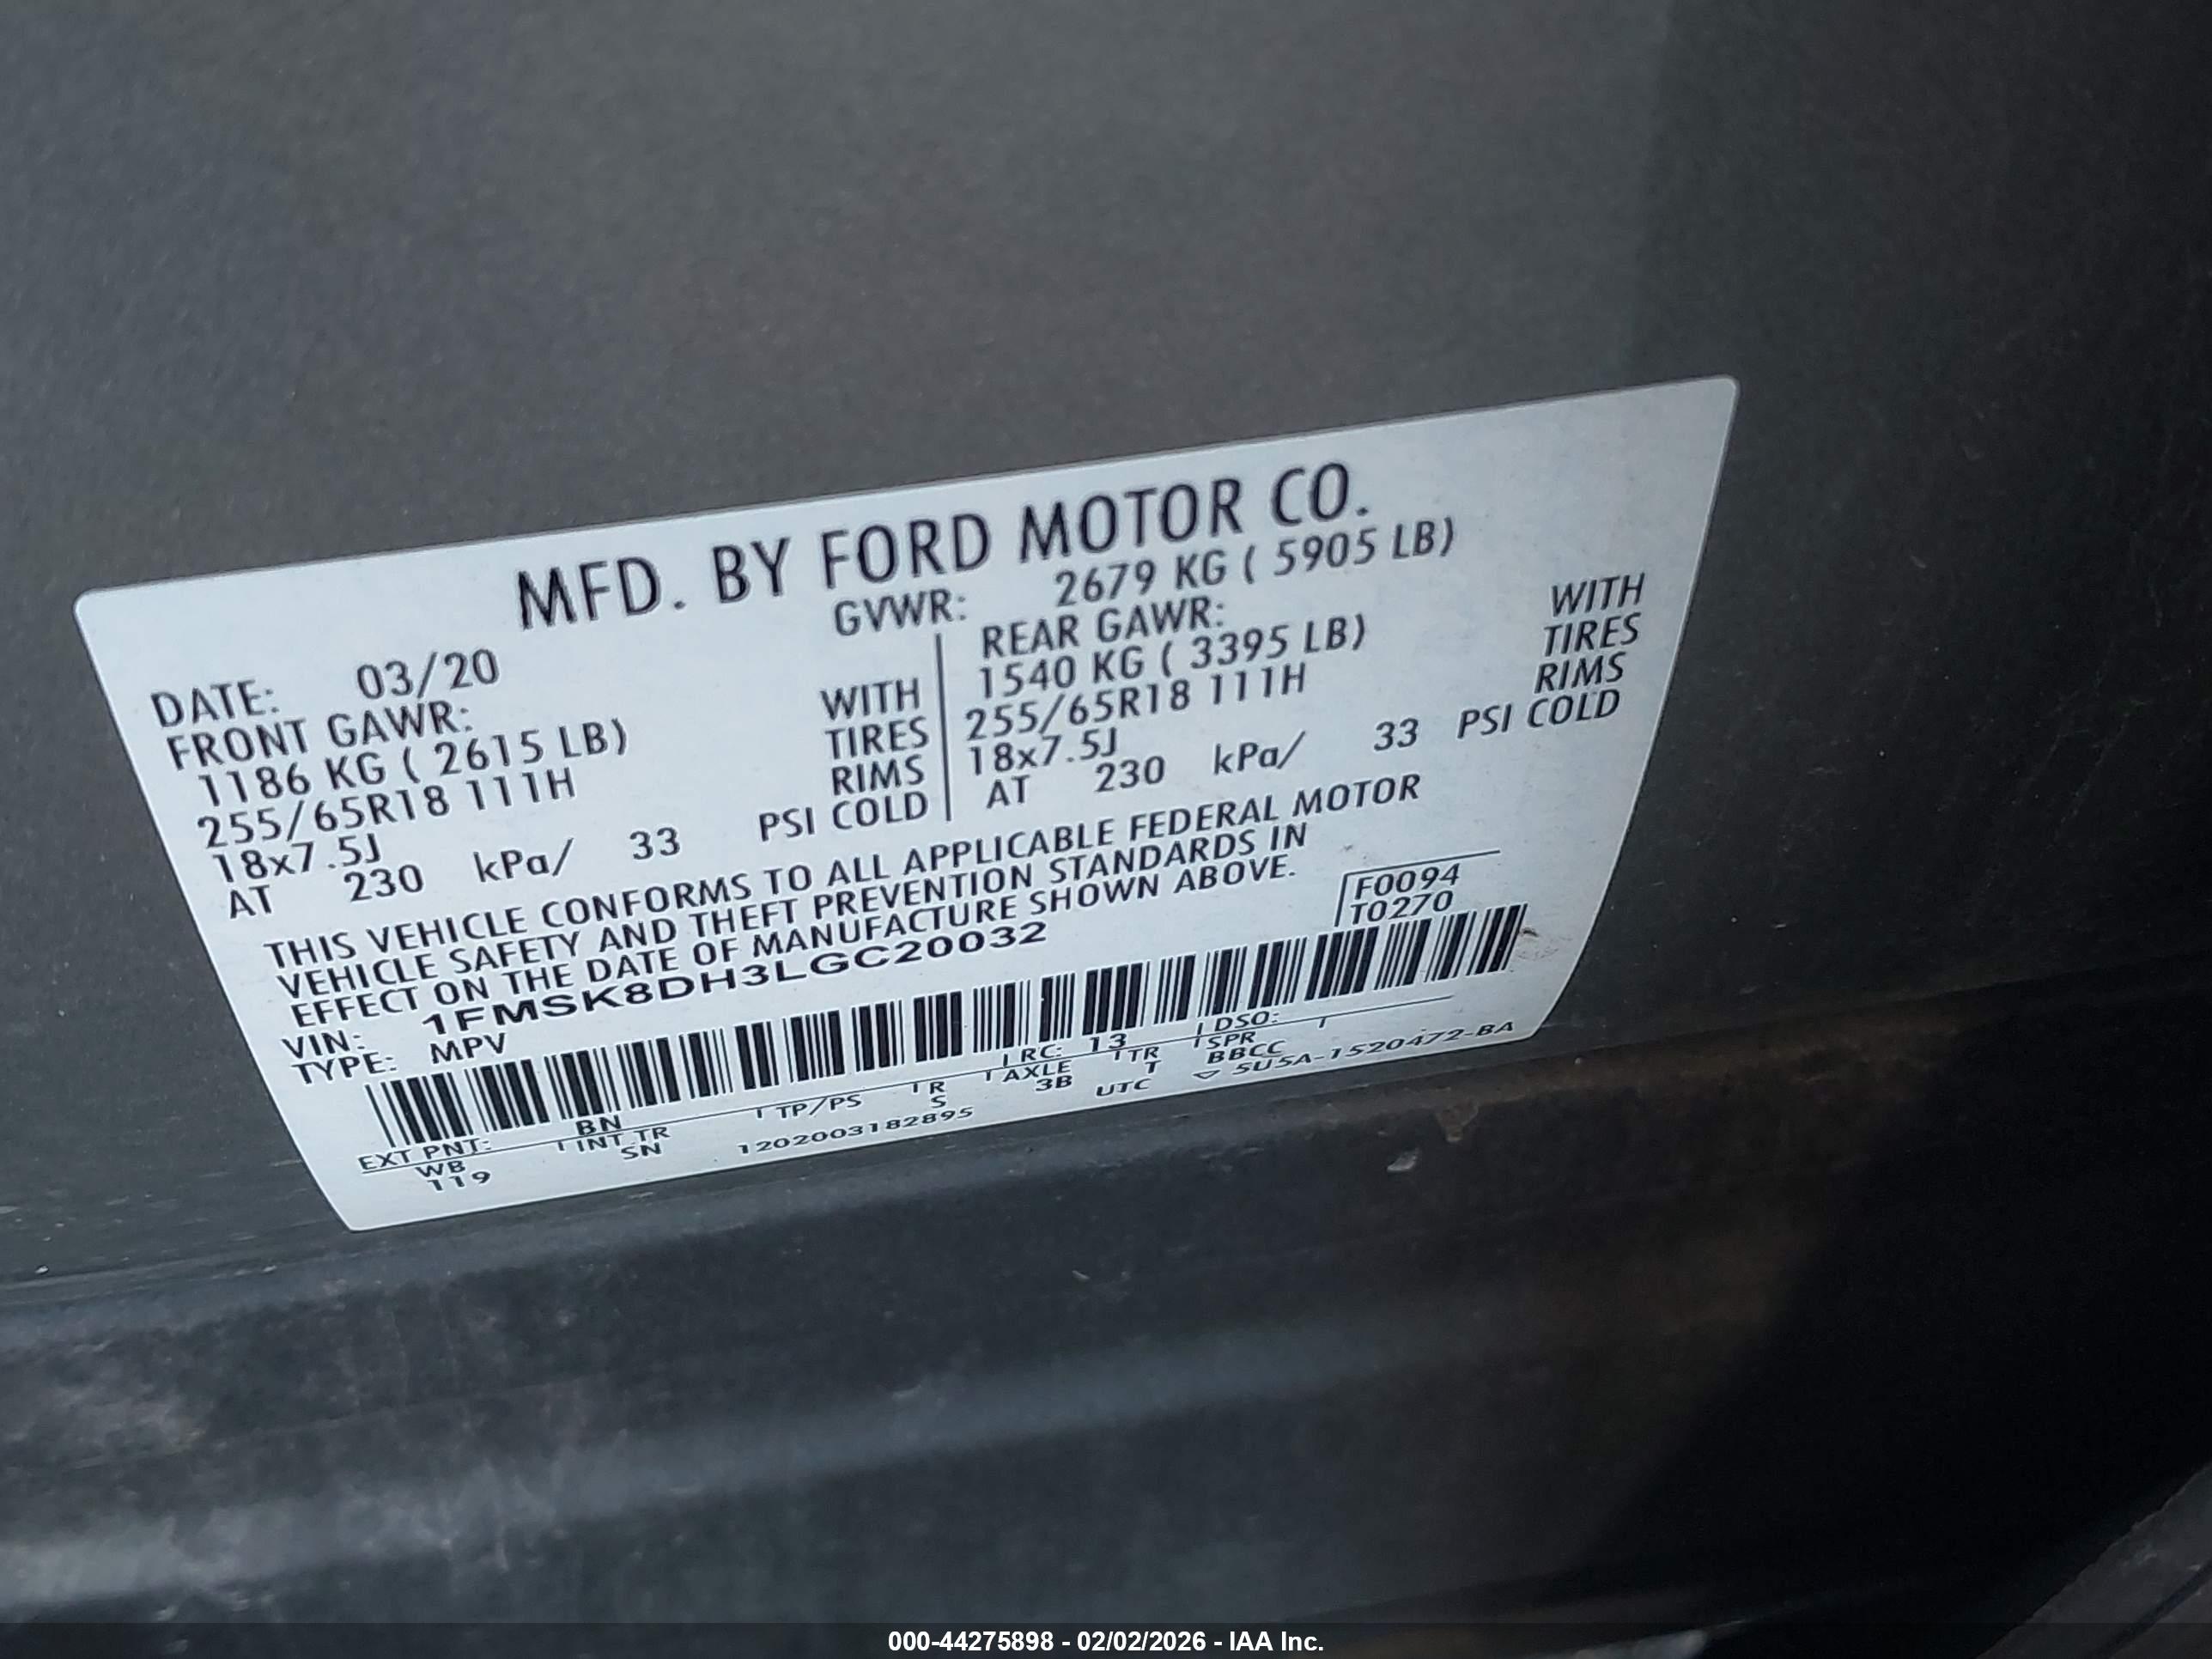 MFD. BY FORD MOTOR CO.
DATE: 03/20 GVWR: 2679 KG ( 5905 LB)
FRONT GAWR: REAR GAWR:
1186 KG ( 2615 LB) WITH 1540 KG ( 3395 LB) WITH
255/65R18 111H TIRES 255/65R18 111H TIRES
18x7.5J RIMS 18x7.5J RIMS
AT 230 kPa/ 33 PSI COLD AT 230 kPa/ 33 PSI COLD
THIS VEHICLE CONFORMS TO ALL APPLICABLE FEDERAL MOTOR
VEHICLE SAFETY AND THEFT PREVENTION STANDARDS IN
EFFECT ON THE DATE OF MANUFACTURE SHOWN ABOVE.
VIN: 1FMSK8DH3LGC20032 F0094
TYPE: MPV T0270
EXT PNT: BN RC: 13 DSO:
WB INT TR TP/PS R AXLE TR SPR
119 SN S 3B T BBCC
1202003182895 UTC ▽ 5U5A-1520472-BA
000-44275898 - 02/02/2026 - IAA Inc.